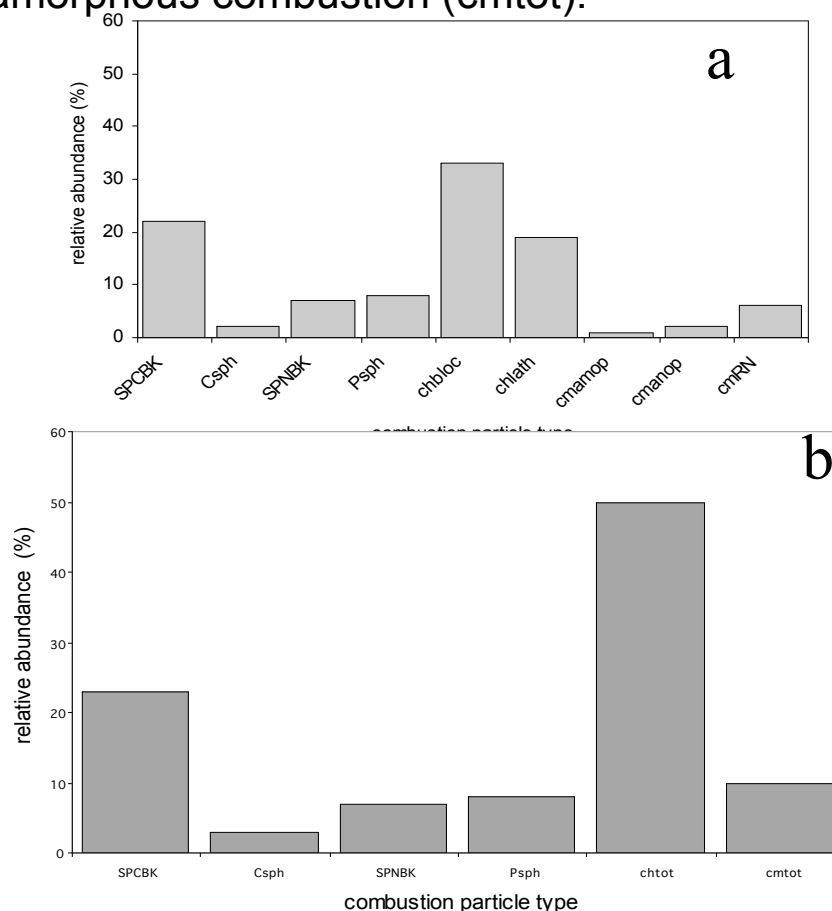 amorphous combustion (cmtot).
a
60
50
40
30
20
10
0
relative abundance (%)
SPCBK Csph SPNBK Psph chbloc chlath cmamop cmanop cmRN
combustion particle type
b
60
50
40
30
20
10
0
relative abundance (%)
SPCBK Csph SPNBK Psph chtot cmtot
combustion particle type